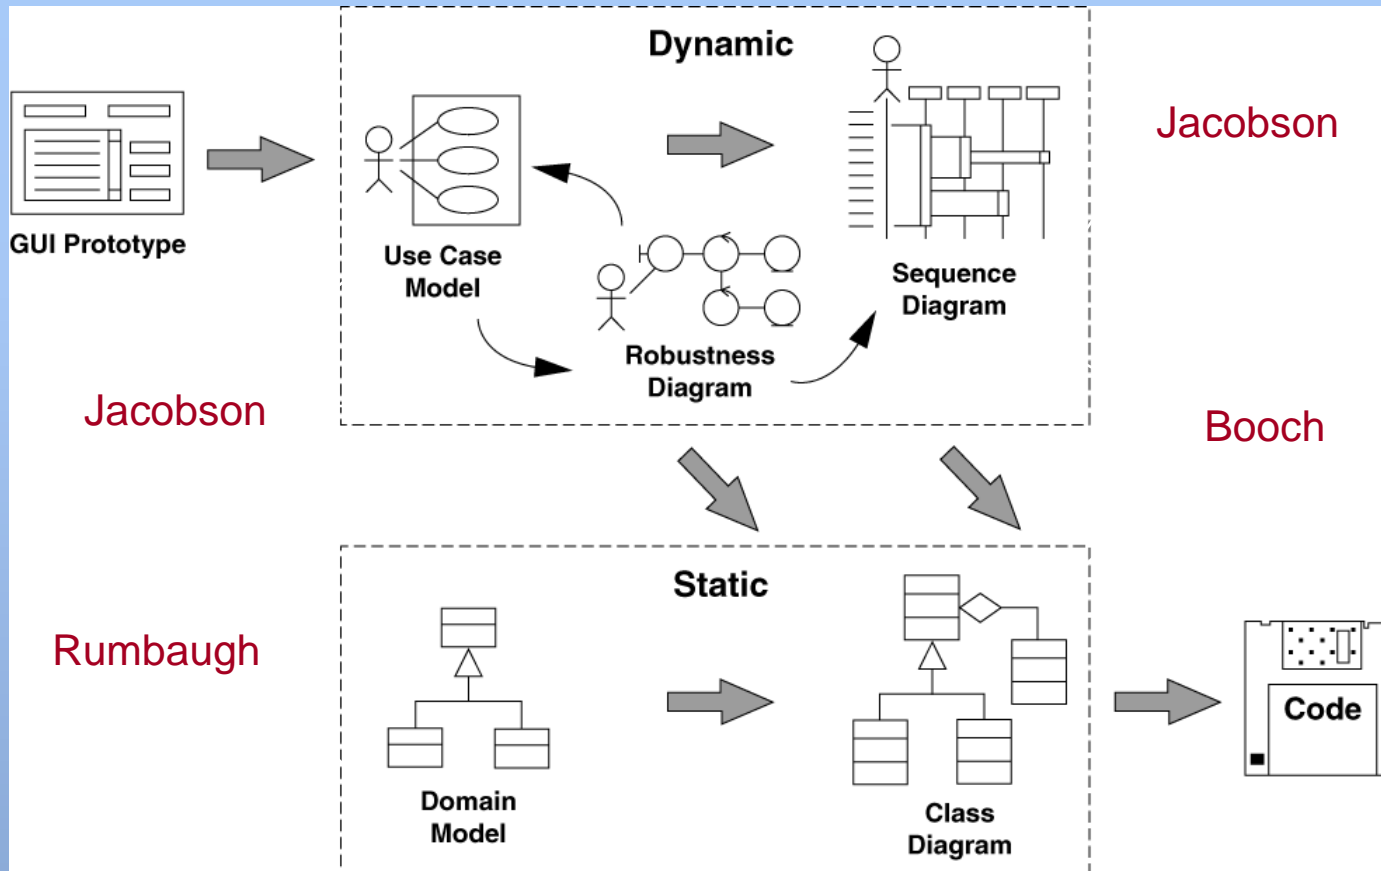 Dynamic
Jacobson
GUI Prototype
Use Case
Model
Sequence
Diagram
Robustness
Diagram
Jacobson
Booch
Static
Rumbaugh
Code
Domain
Model
Class
Diagram